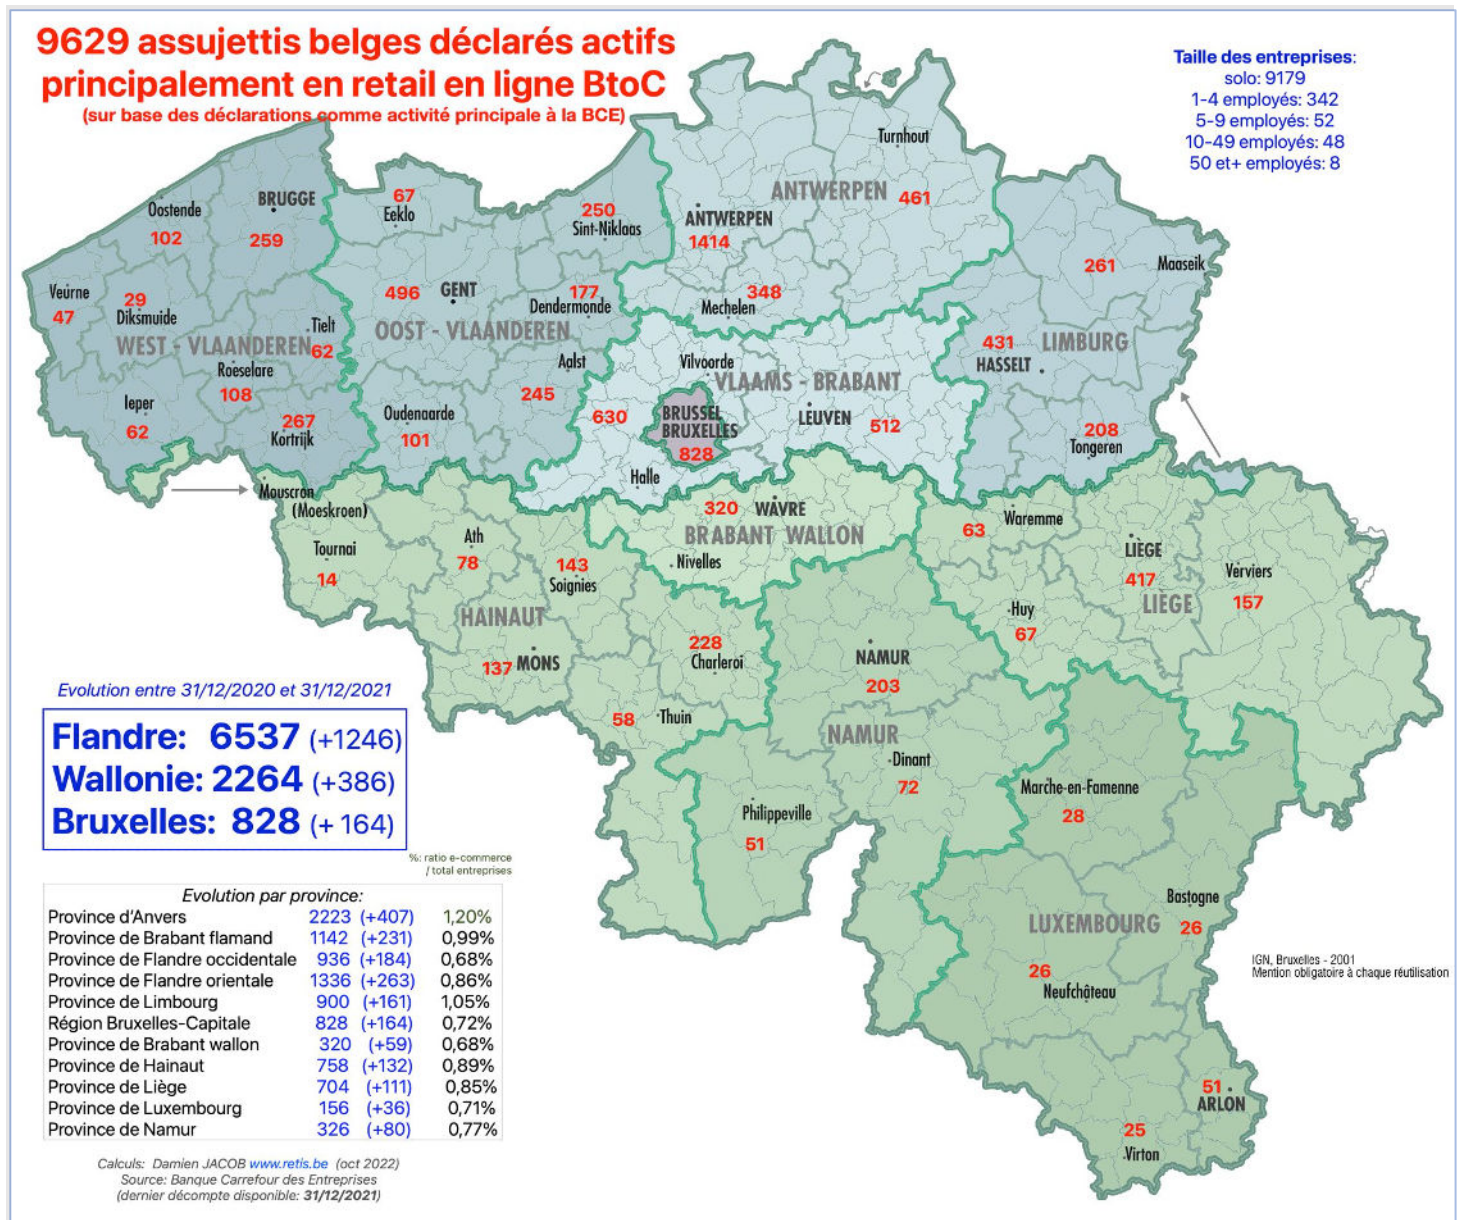 9629 assujettis belges déclarés actifs
principalement en retail en ligne BtoC
(sur base des déclarations comme activité principale à la BCE)
Taille des entreprises:
solo: 9179
1-4 employés: 342
5-9 employés: 52
10-49 employés: 48
50 et+ employés: 8
Turnhout
ANTWERPEN
461
ANTWERPEN
1414
348
Mechelen
67
Eeklo
250
Sint-Niklaas
496
GENT
177
Dendermonde
OOST - VLAANDEREN
Aalst
245
Oudenaarde
101
Oostende
102
BRUGGE
259
Veurne
47
29
Diksmuide
Tielt
62
WEST - VLAANDEREN
Roeselare
108
Ieper
62
267
Kortrijk
261
Maaseik
431
HASSELT
LIMBURG
208
Tongeren
Vilvoorde
VLAAMS - BRABANT
630
BRUSSEL
BRUXELLES
828
LEUVEN
512
Halle
Mouscron
(Moeskroen)
Tournai
14
Ath
78
143
Soignies
HAINAUT
137 MONS
228
Charleroi
58
Thuin
320
WAVRE
BRABANT WALLON
Nivelles
63
Waremme
LIÈGE
417
LIEGE
Verviers
157
Huy
67
NAMUR
203
NAMUR
Dinant
72
Philippeville
51
Marche-en-Famenne
28
Bastogne
26
LUXEMBOURG
26
Neufchâteau
51
ARLON
25
Virton
IGN, Bruxelles - 2001
Mention obligatoire à chaque réutilisation
Evolution entre 31/12/2020 et 31/12/2021
Flandre: 6537 (+1246)
Wallonie: 2264 (+386)
Bruxelles: 828 (+ 164)
%: ratio e-commerce
/ total entreprises
Evolution par province:
Province d'Anvers 2223 (+407) 1,20%
Province de Brabant flamand 1142 (+231) 0,99%
Province de Flandre occidentale 936 (+184) 0,68%
Province de Flandre orientale 1336 (+263) 0,86%
Province de Limbourg 900 (+161) 1,05%
Région Bruxelles-Capitale 828 (+164) 0,72%
Province de Brabant wallon 320 (+59) 0,68%
Province de Hainaut 758 (+132) 0,89%
Province de Liège 704 (+111) 0,85%
Province de Luxembourg 156 (+36) 0,71%
Province de Namur 326 (+80) 0,77%
Calculs: Damien JACOB www.retis.be (oct 2022)
Source: Banque Carrefour des Entreprises
(dernier décompte disponible: 31/12/2021)